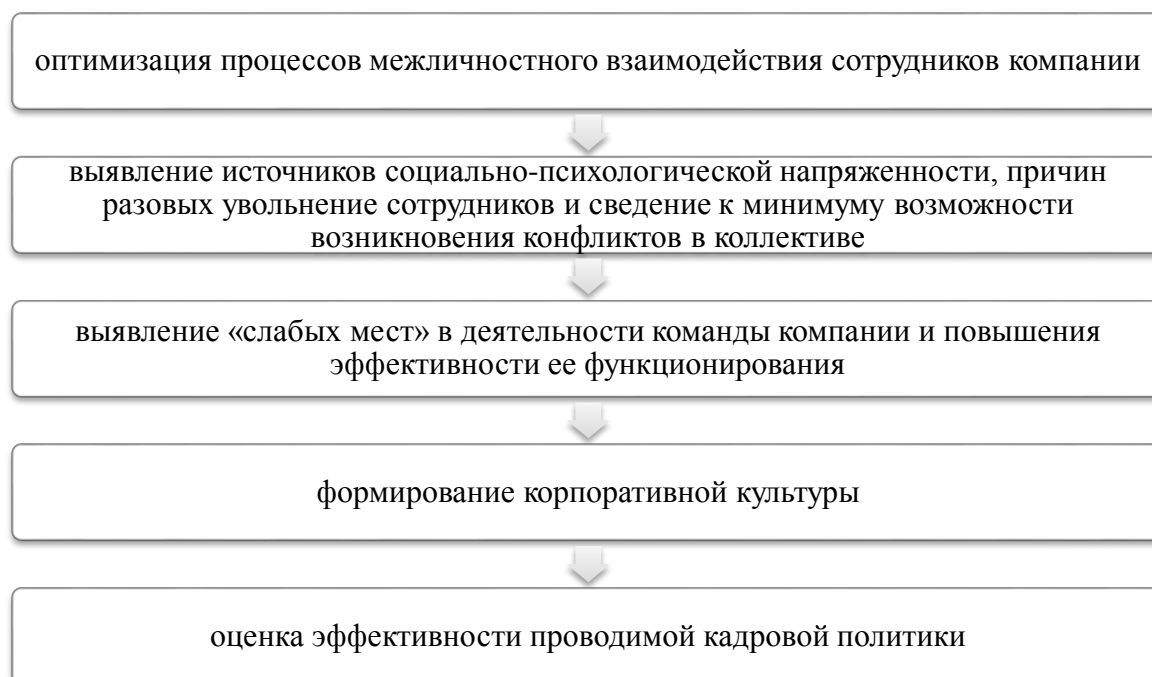 оптимизация процессов межличностного взаимодействия сотрудников компании
выявление источников социально-психологической напряженности, причин
разовых увольнение сотрудников и сведение к минимуму возможности
возникновения конфликтов в коллективе
выявление «слабых мест» в деятельности команды компании и повышения
эффективности ее функционирования
формирование корпоративной культуры
оценка эффективности проводимой кадровой политики